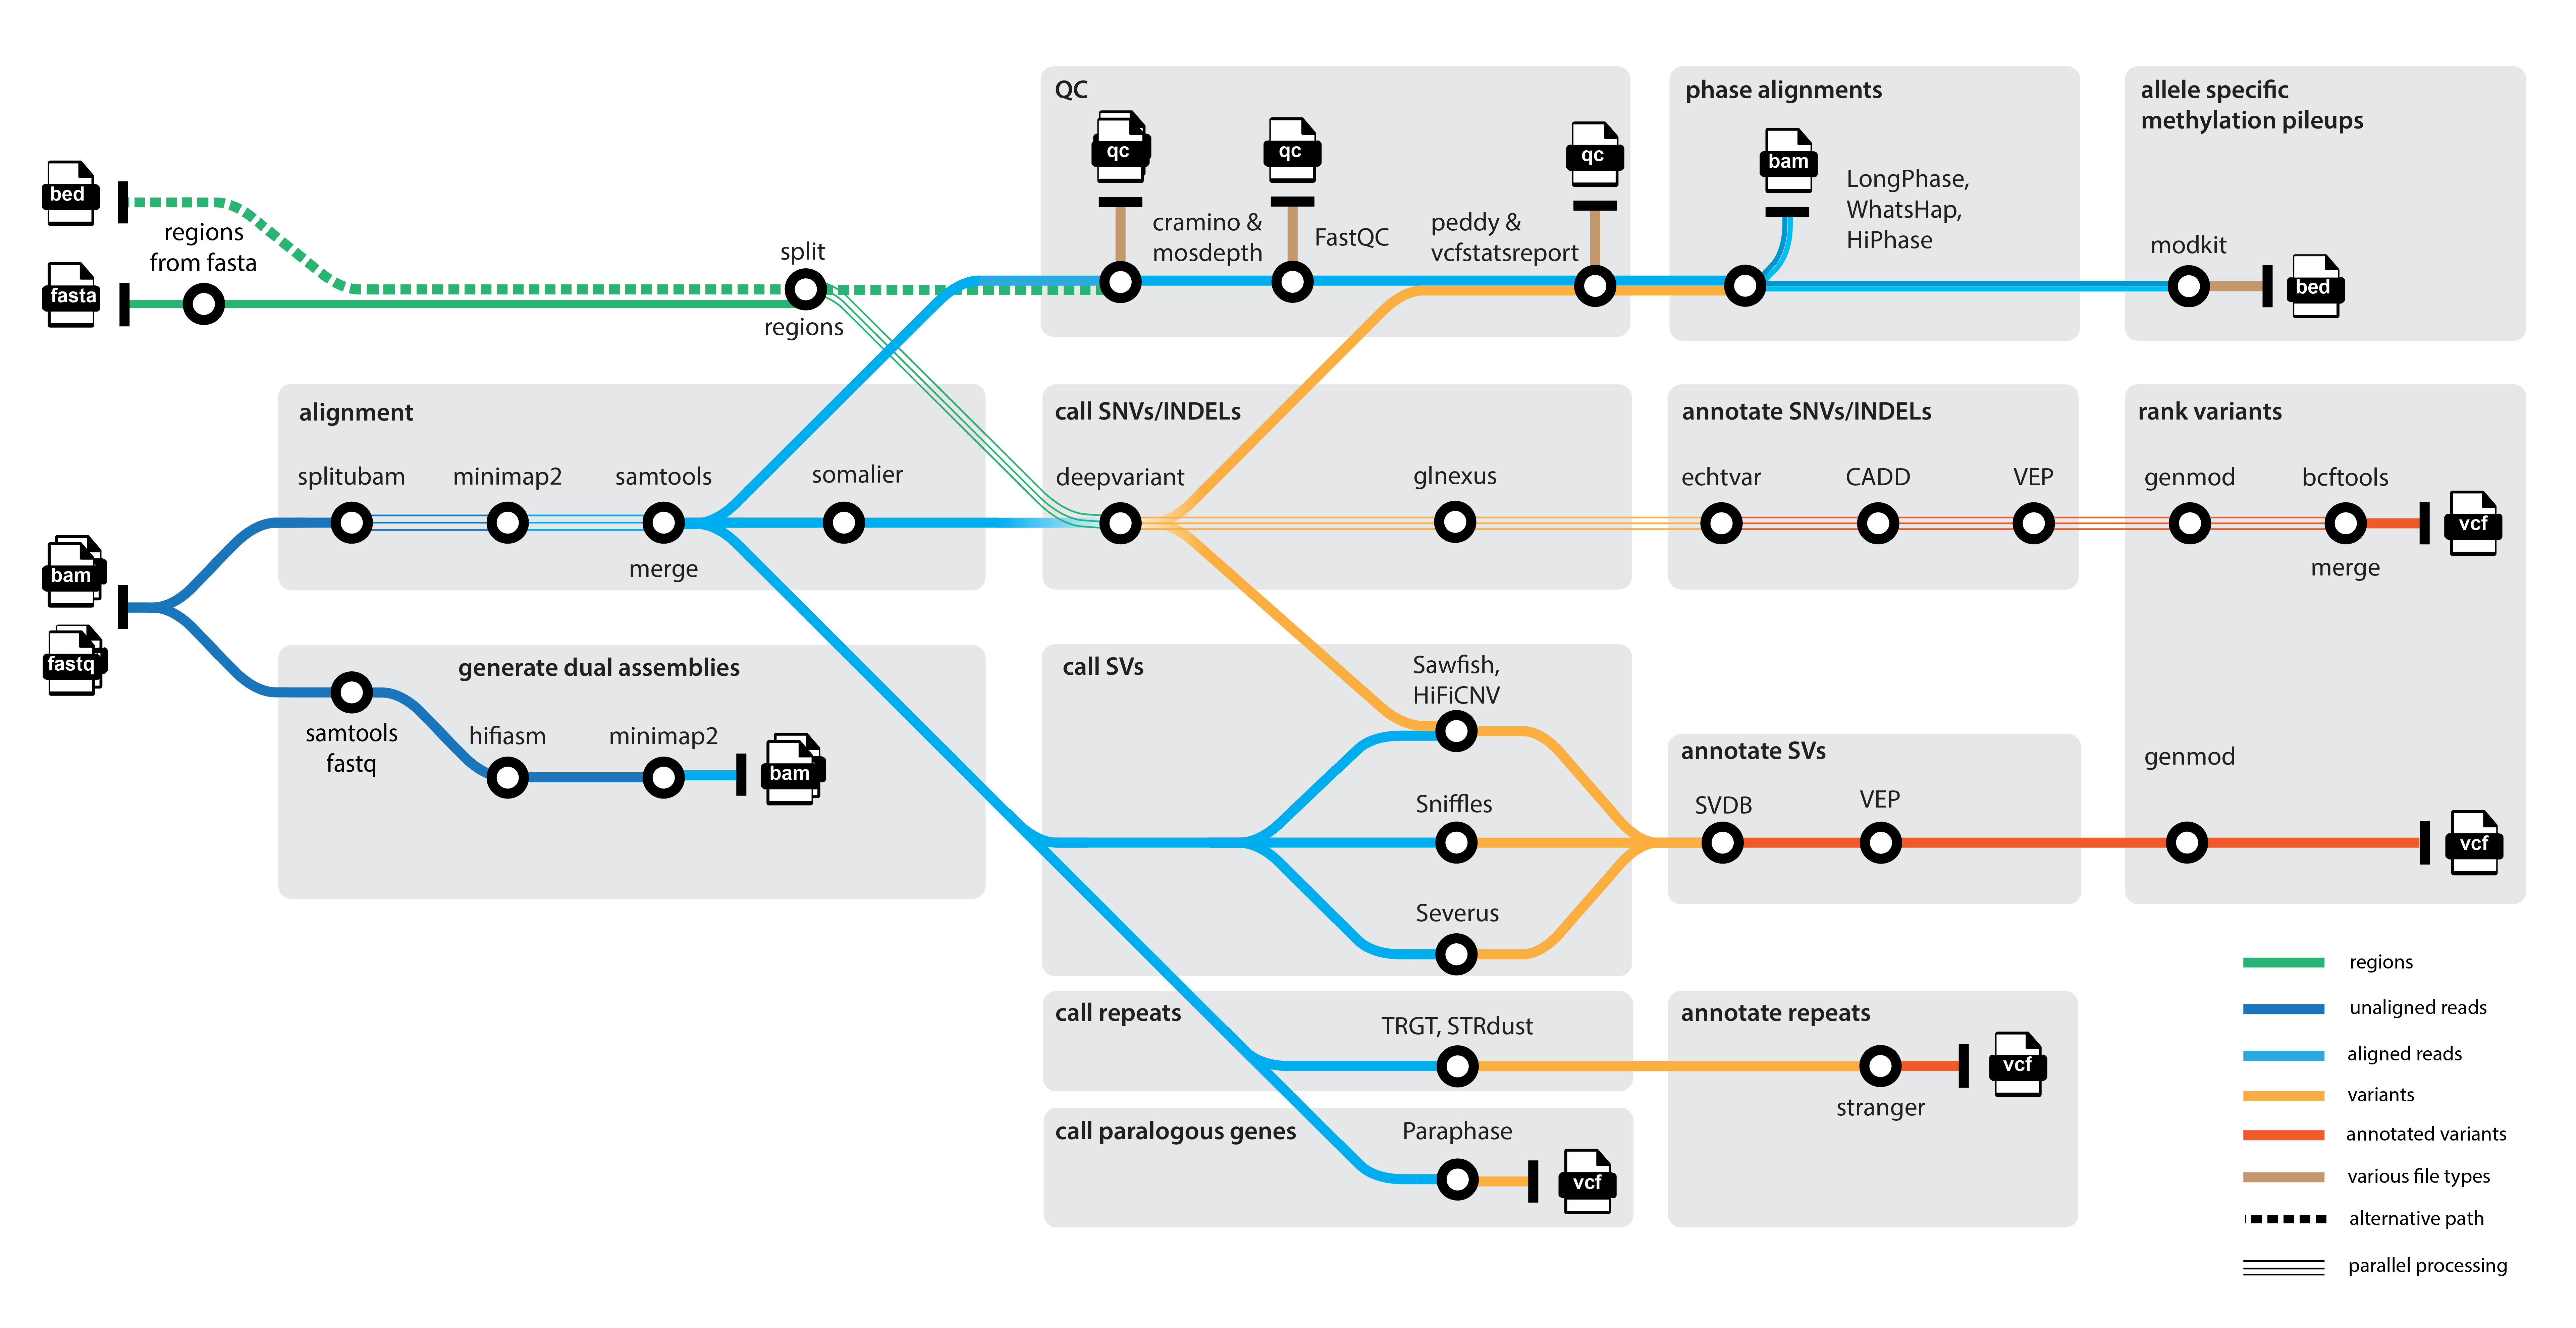 bed
regions
from fasta
fasta
split
regions
QC
qc
cramino &
mosdepth
qc
FastQC
qc
peddy &
vcfstatsreport
phase alignments
bam
LongPhase,
WhatsHap,
HiPhase
allele specific
methylation pileups
modkit
bed
bam
fastq
alignment
splitubam
minimap2
samtools
merge
somalier
call SNVs/INDELs
deepvariant
glnexus
annotate SNVs/INDELs
echtvar
CADD
VEP
rank variants
genmod
bcftools
merge
vcf
genmod
vcf
generate dual assemblies
samtools
fastq
hifiasm
minimap2
bam
call SVs
Sawfish,
HiFiCNV
Sniffles
Severus
annotate SVs
SVDB
VEP
call repeats
TRGT, STRdust
annotate repeats
stranger
vcf
call paralogous genes
Paraphase
vcf
regions
unaligned reads
aligned reads
variants
annotated variants
various file types
alternative path
parallel processing